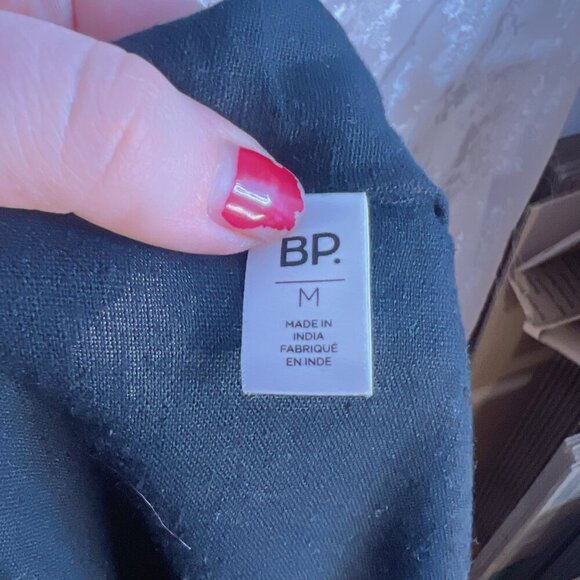 BP.
M
MADE IN
INDIA
FABRIQUÉ
EN INDE